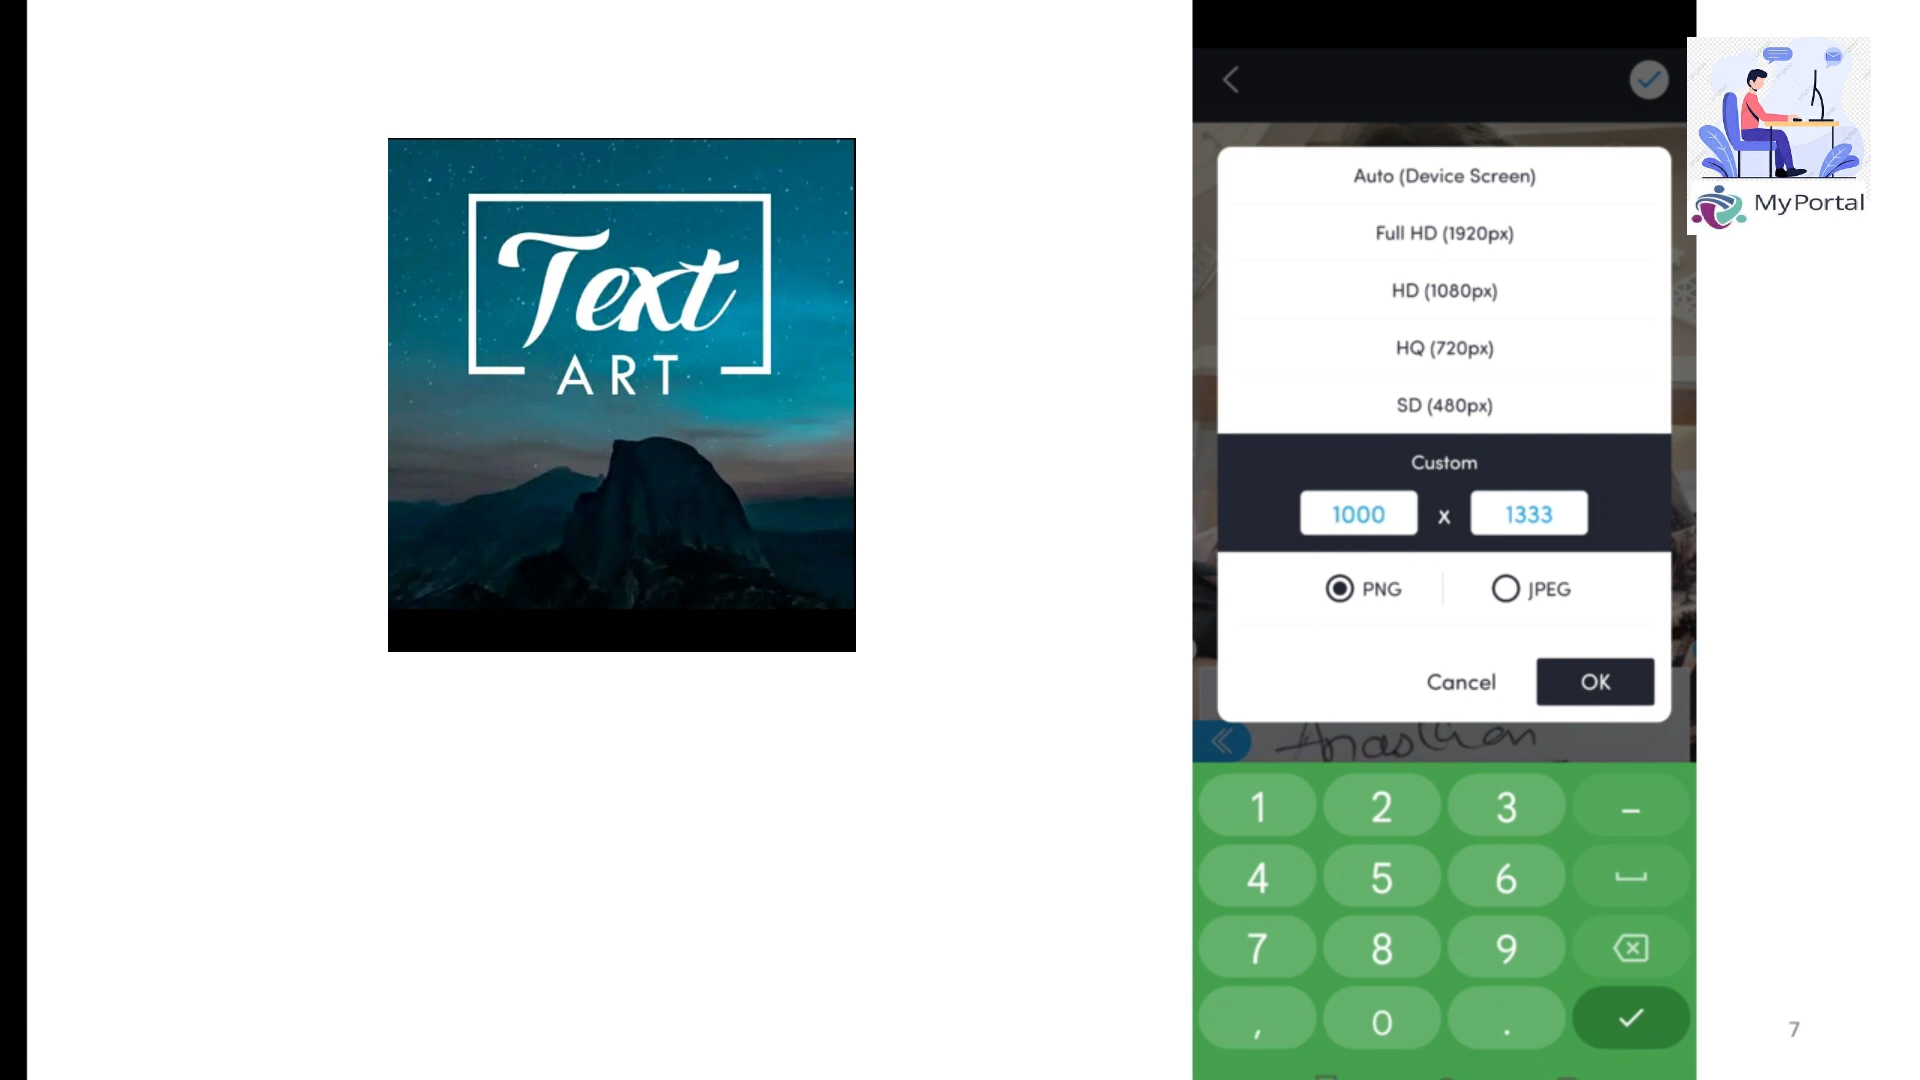 Text
ART
Auto (Device Screen)
Full HD (1920px)
HD (1080px)
HQ (720px)
SD (480px)
Custom
1000 x 1333
PNG JPEG
Cancel OK
1 2 3 -
4 5 6
7 8 9
, 0 .
MyPortal
7